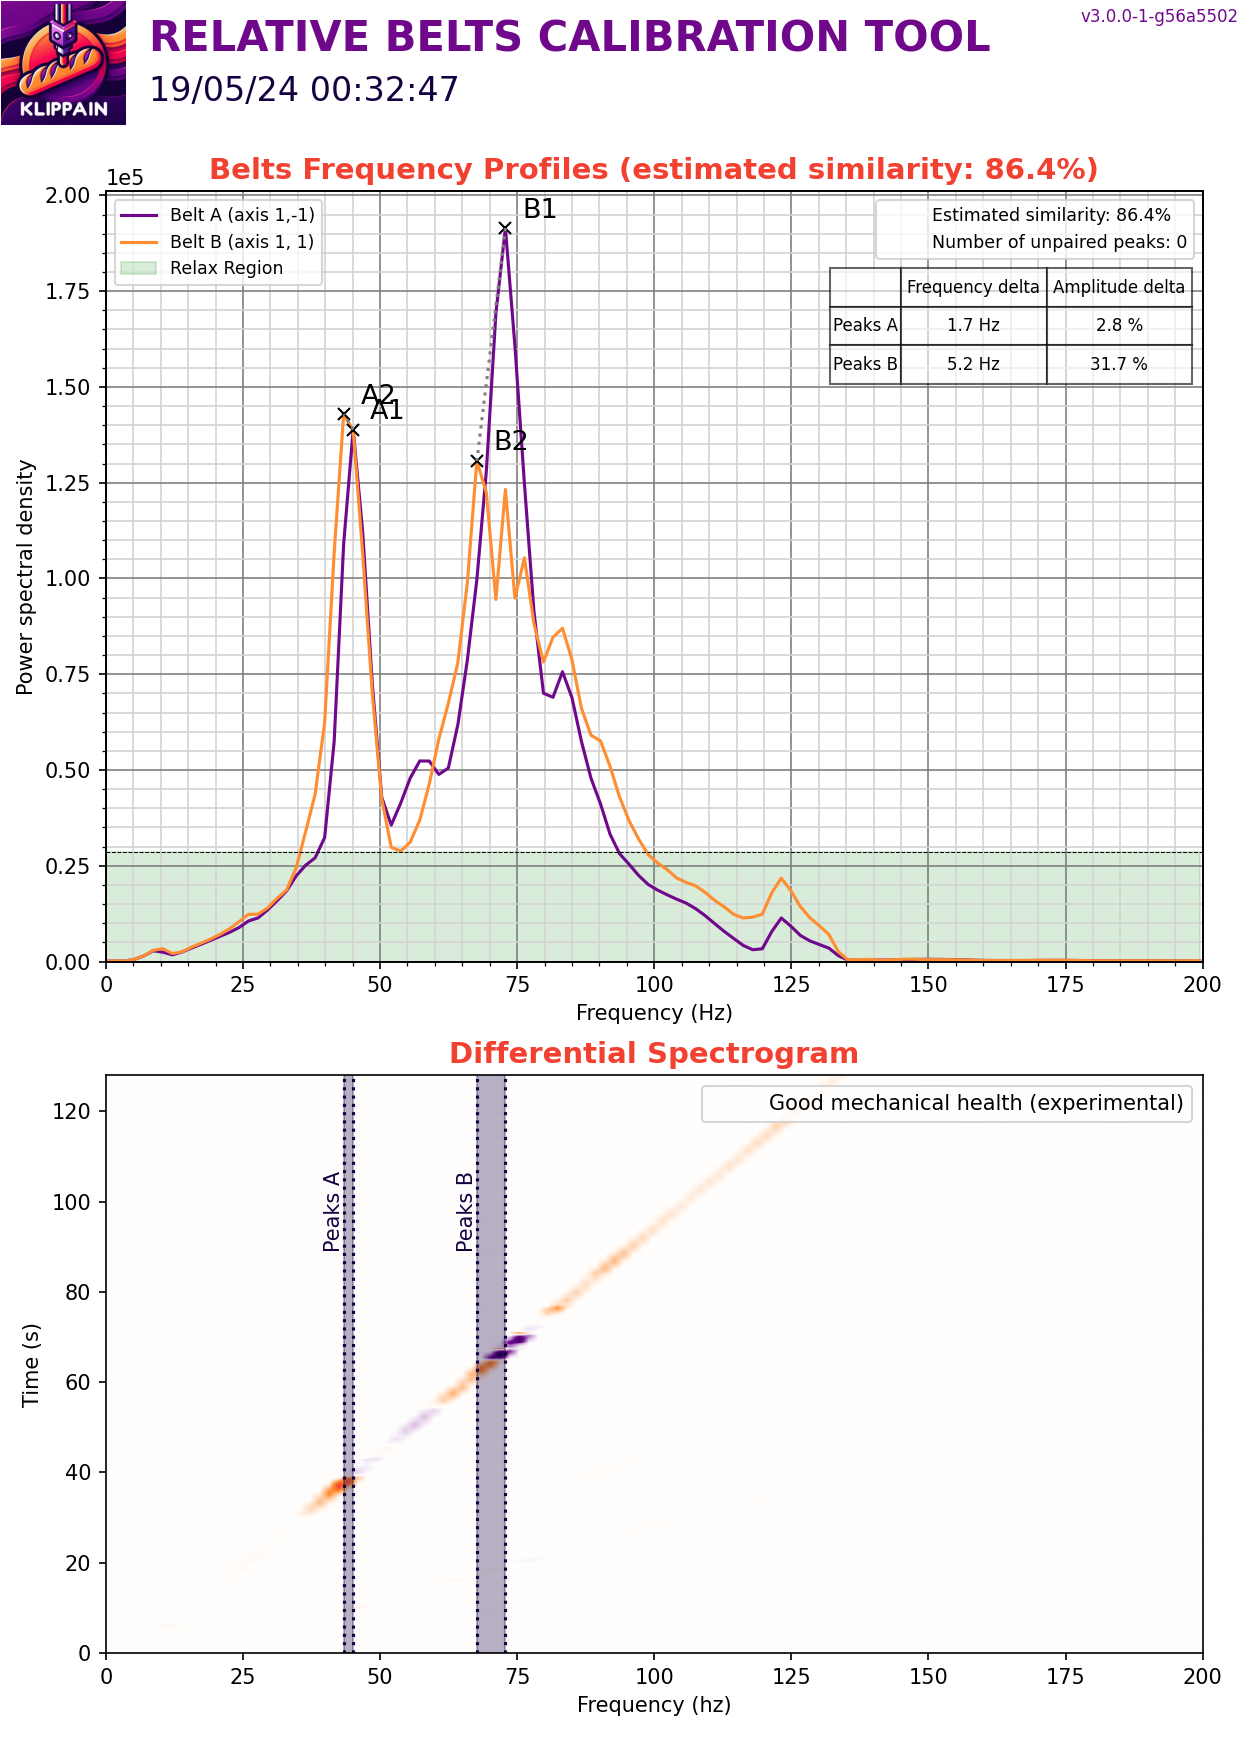 KLIPPAIN
RELATIVE BELTS CALIBRATION TOOL
v3.0.0-1-g56a5502
19/05/24 00:32:47
Belts Frequency Profiles (estimated similarity: 86.4%)
1e5
Belt A (axis 1,-1)
Belt B (axis 1, 1)
Relax Region
Estimated similarity: 86.4%
Number of unpaired peaks: 0
Frequency delta Amplitude delta
Peaks A 1.7 Hz 2.8 %
Peaks B 5.2 Hz 31.7 %
B1
A2
A1
B2
Power spectral density
2.00
1.75
1.50
1.25
1.00
0.75
0.50
0.25
0.00
0 25 50 75 100 125 150 175 200
Frequency (Hz)
Differential Spectrogram
Good mechanical health (experimental)
Peaks A
Peaks B
Time (s)
120
100
80
60
40
20
0
0 25 50 75 100 125 150 175 200
Frequency (hz)